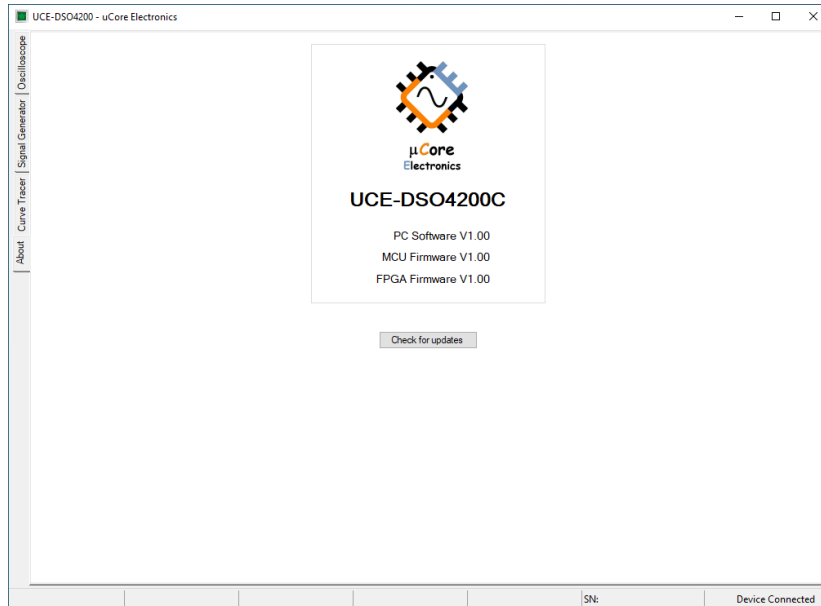 UCE-DSO4200 - uCore Electronics
Oscilloscope
Signal Generator
Curve Tracer
About
µCore
Electronics
UCE-DSO4200C
PC Software V1.00
MCU Firmware V1.00
FPGA Firmware V1.00
Check for updates
SN:
Device Connected